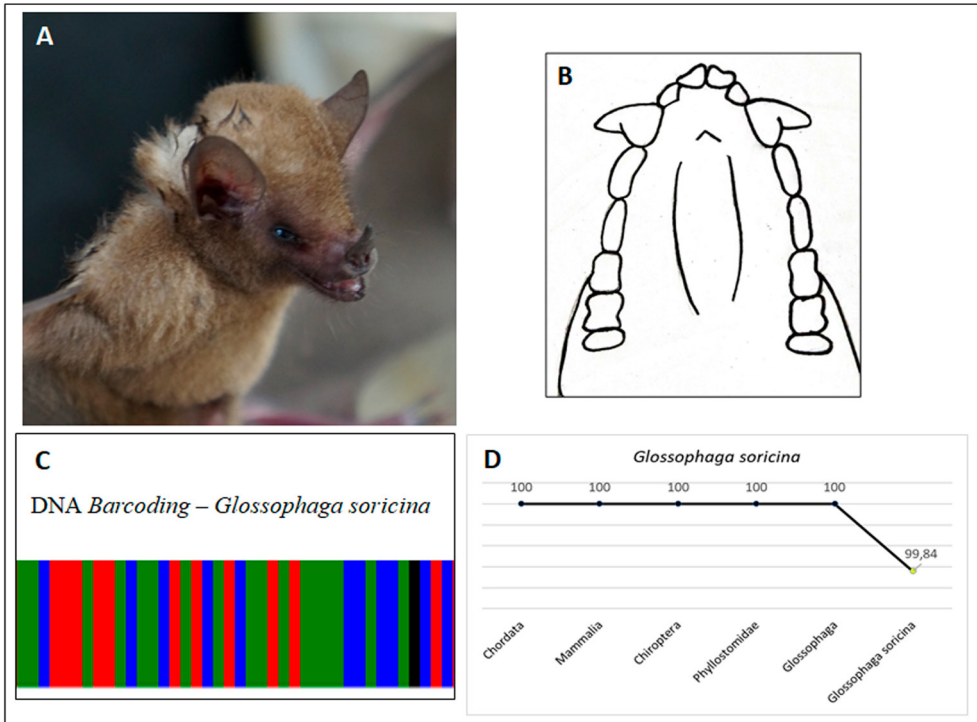 A
B
C
DNA Barcoding – Glossophaga soricina
D
Glossophaga soricina
100 100 100 100 100
99,84
Chordata
Mammalia
Chiroptera
Phyllostomidae
Glossophaga
Glossophaga soricina